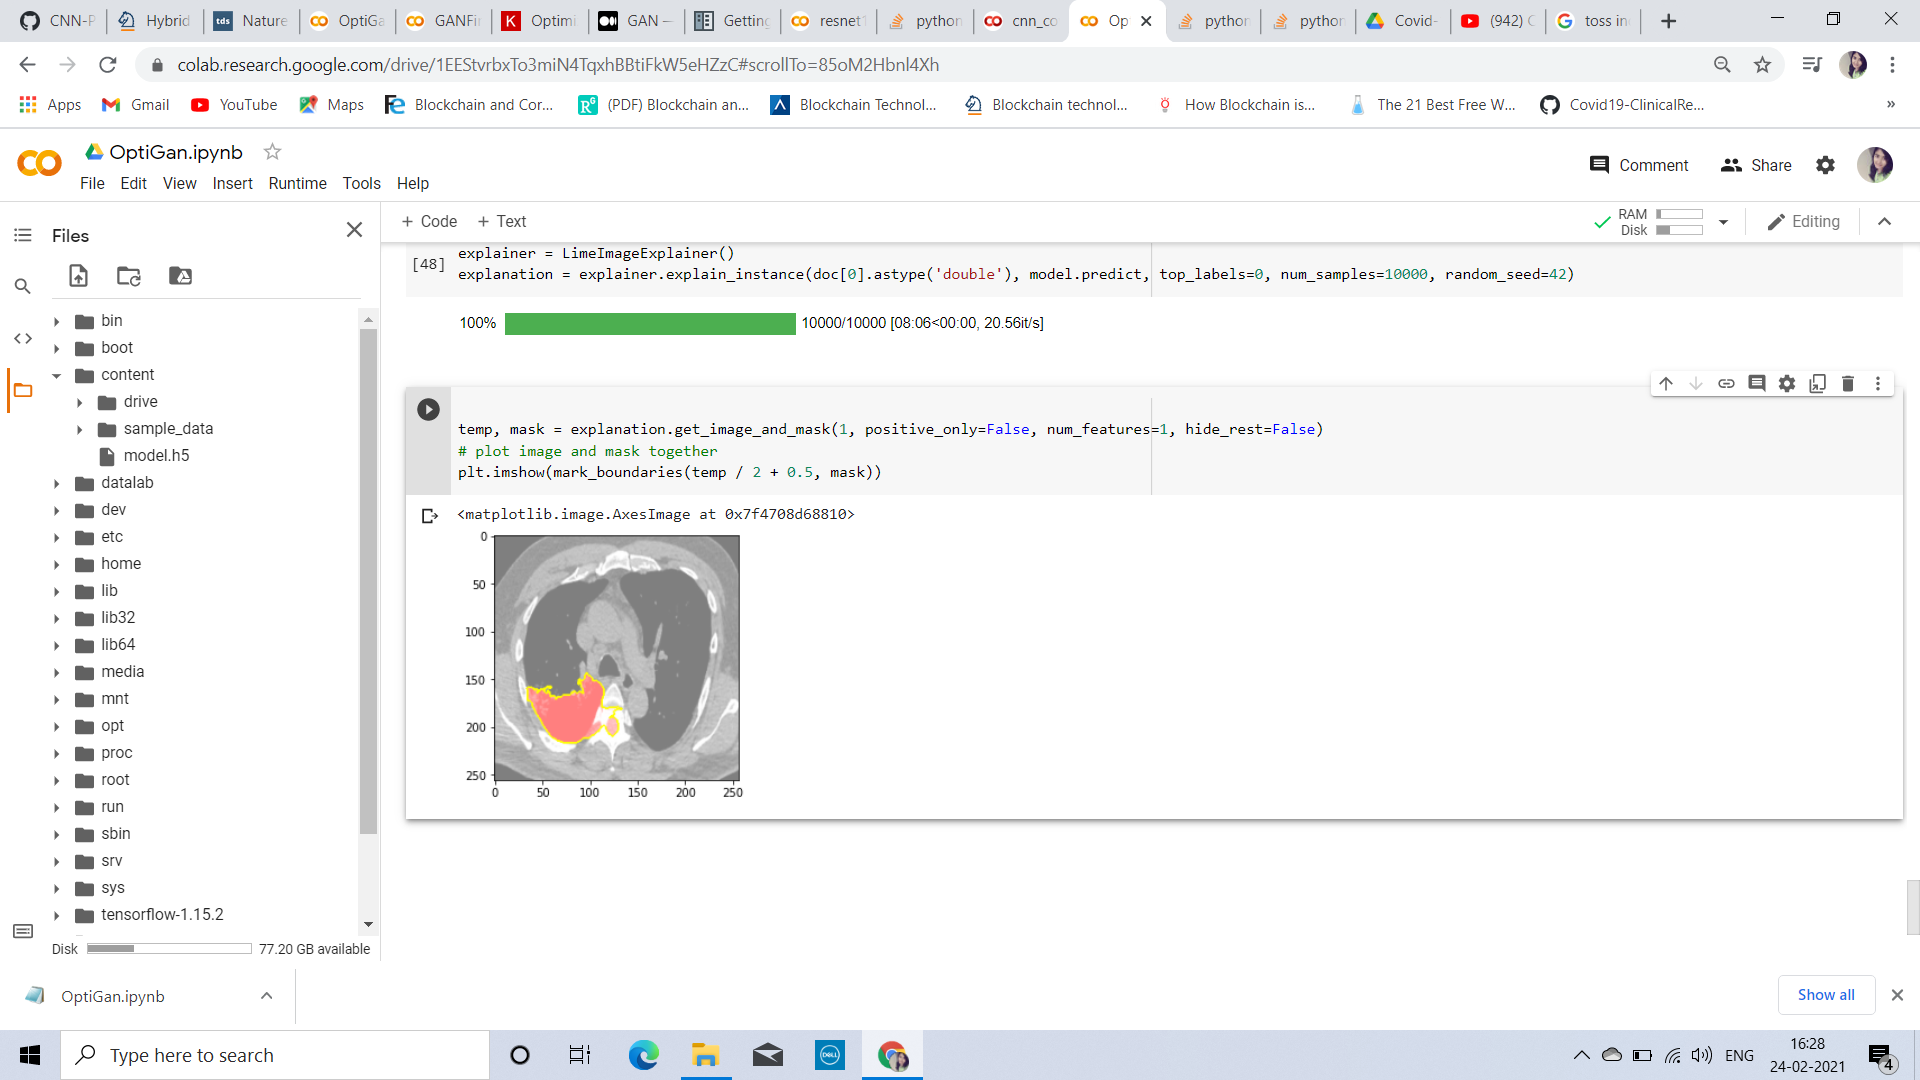 CNN-P
Hybrid
tds Nature
OptiGa
GANFi
K Optimi
GAN —
Getting
resnet1
python
cnn_co
Op
python
python
Covid-
(942) C
toss in
colab.research.google.com/drive/1EEStvrbxTo3miN4TqxhBBtiFkW5eHZzC#scrollTo=85oM2Hbnl4Xh
Apps
Gmail
YouTube
Maps
Blockchain and Cor...
(PDF) Blockchain an...
Blockchain Technol...
Blockchain technol...
How Blockchain is...
The 21 Best Free W...
Covid19-ClinicalRe...
»
OptiGan.ipynb
File Edit View Insert Runtime Tools Help
Comment
Share
+ Code + Text
RAM
Disk
Editing
Files
bin
boot
content
drive
sample_data
model.h5
datalab
dev
etc
home
lib
lib32
lib64
media
mnt
opt
proc
root
run
sbin
srv
sys
tensorflow-1.15.2
Disk 77.20 GB available
[48]
explainer = LimeImageExplainer()
explanation = explainer.explain_instance(doc[0].astype('double'), model.predict, top_labels=0, num_samples=10000, random_seed=42)
100% 10000/10000 [08:06<00:00, 20.56it/s]
temp, mask = explanation.get_image_and_mask(1, positive_only=False, num_features=1, hide_rest=False)
# plot image and mask together
plt.imshow(mark_boundaries(temp / 2 + 0.5, mask))
<matplotlib.image.AxesImage at 0x7f4708d68810>
0
50
100
150
200
250
0 50 100 150 200 250
OptiGan.ipynb
Show all
Type here to search
DELL
ENG
16:28
24-02-2021
4